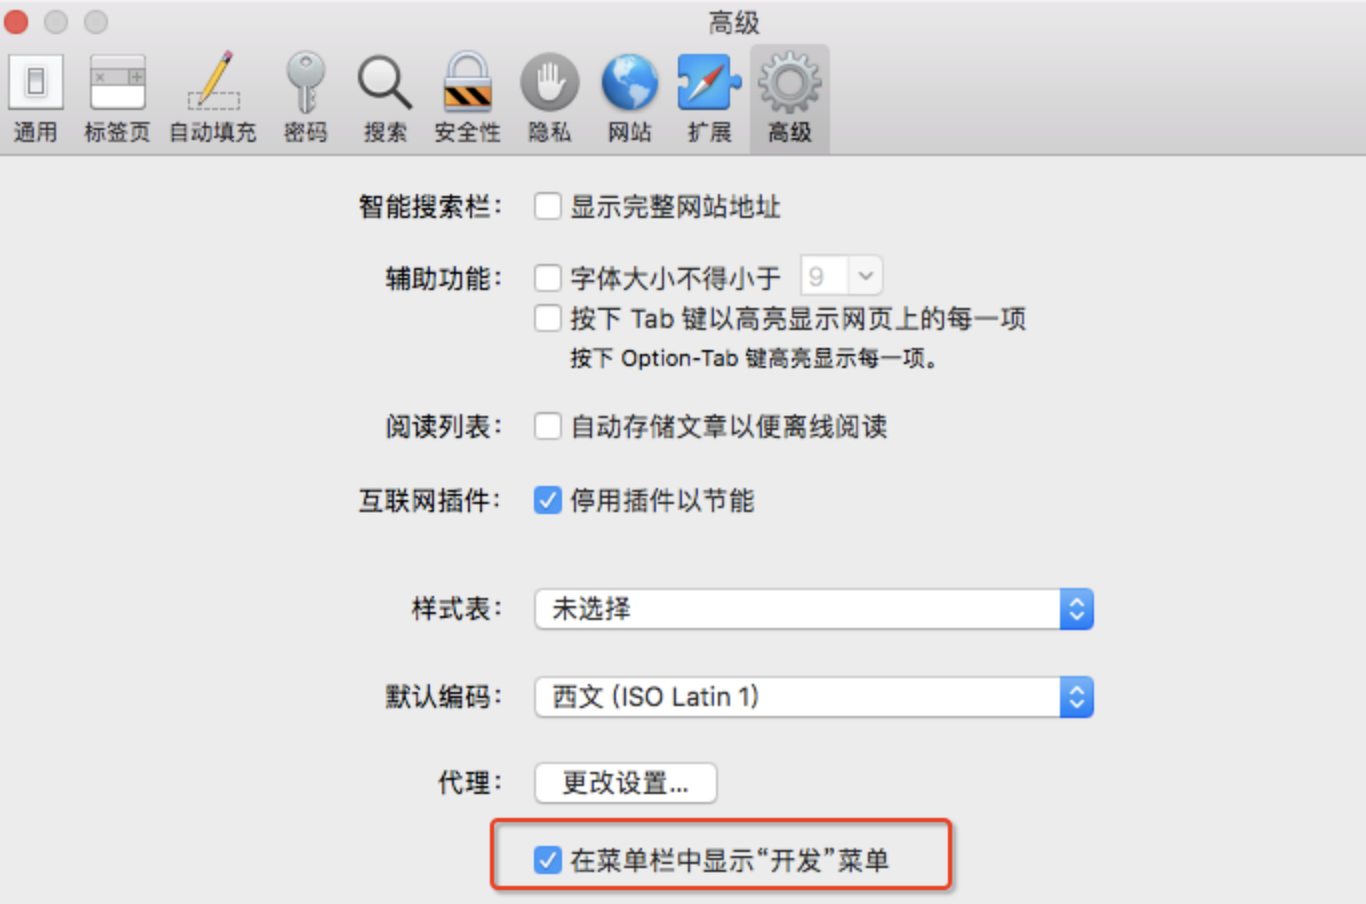 高级
通用 标签页 自动填充 密码 搜索 安全性 隐私 网站 扩展 高级
智能搜索栏： 显示完整网站地址
辅助功能： 字体大小不得小于 9
按下 Tab 键以高亮显示网页上的每一项
按下 Option-Tab 键高亮显示每一项。
阅读列表： 自动存储文章以便离线阅读
互联网插件： 停用插件以节能
样式表： 未选择
默认编码： 西文 (ISO Latin 1)
代理： 更改设置...
在菜单栏中显示“开发”菜单